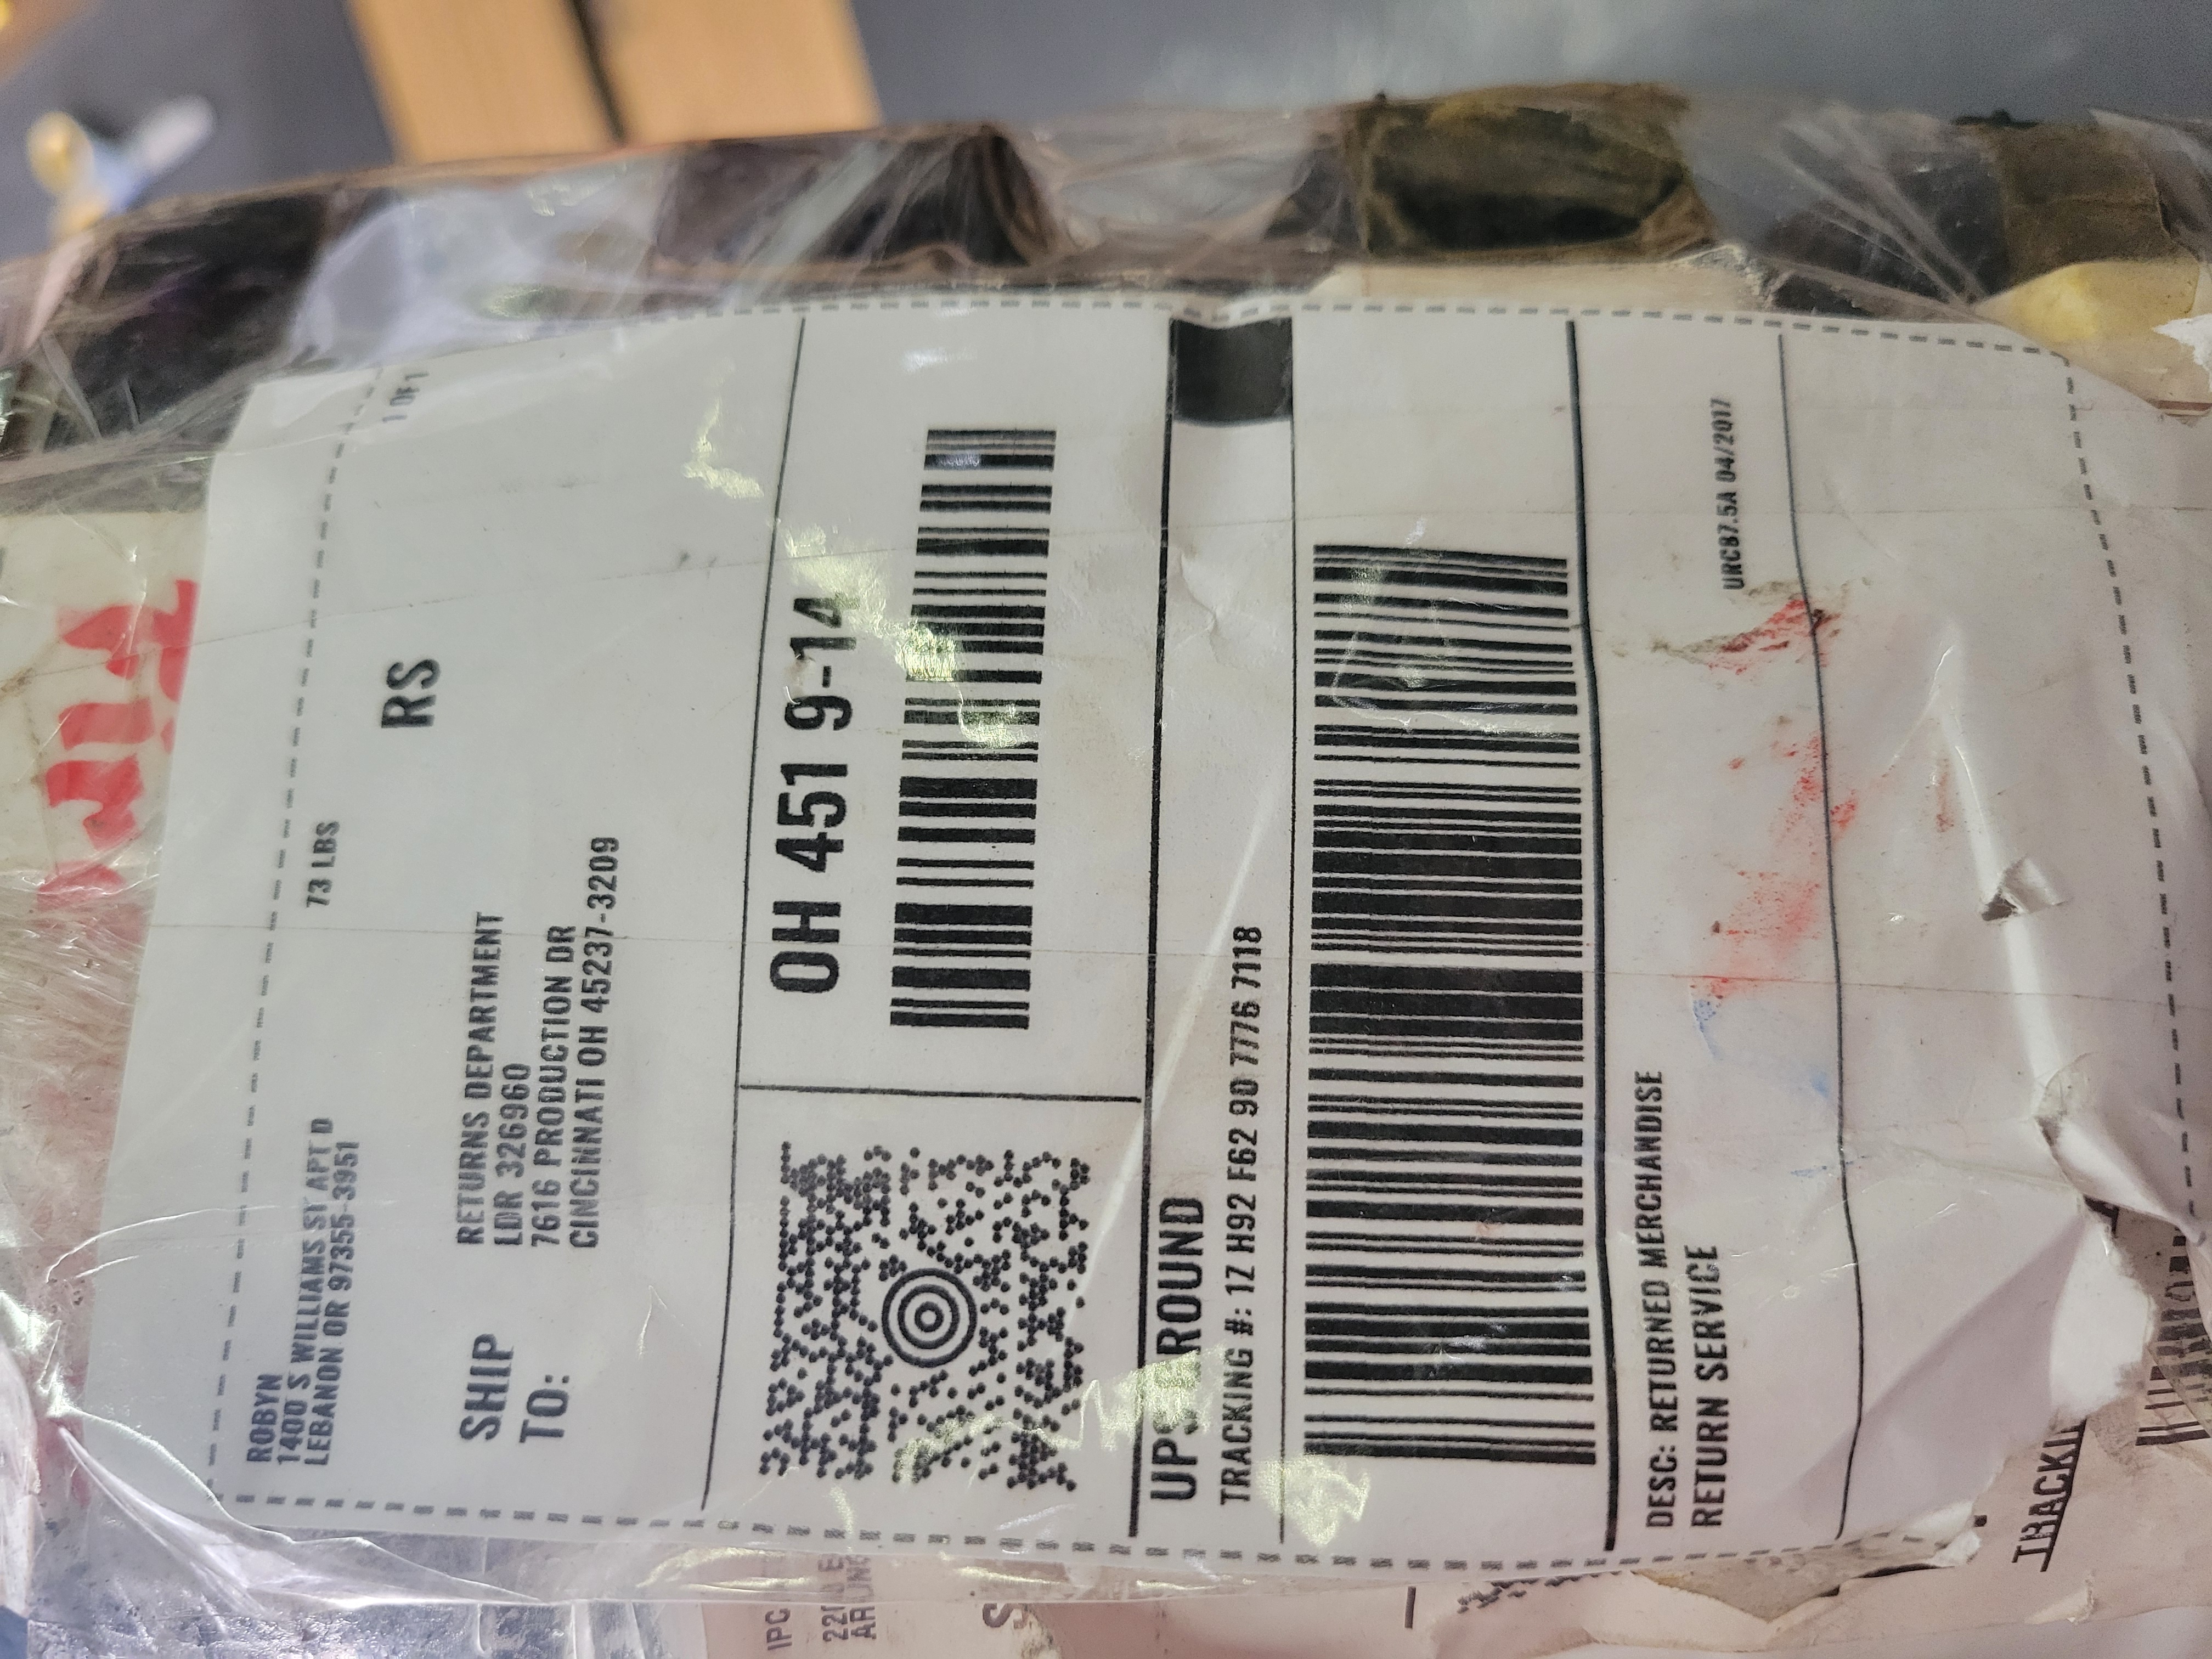 ROBYN
1400 S WILLIAMS ST APT D
LEBANON OR 97355-3951
73 LBS
1 OF 1
RS
SHIP
TO:
RETURNS DEPARTMENT
LDR 326960
7616 PRODUCTION DR
CINCINNATI OH 45237-3209
OH 451 9-14
UPS GROUND
TRACKING #: 1Z H92 F62 90 7776 7118
DESC: RETURNED MERCHANDISE
RETURN SERVICE
URC87.5A 04/2017